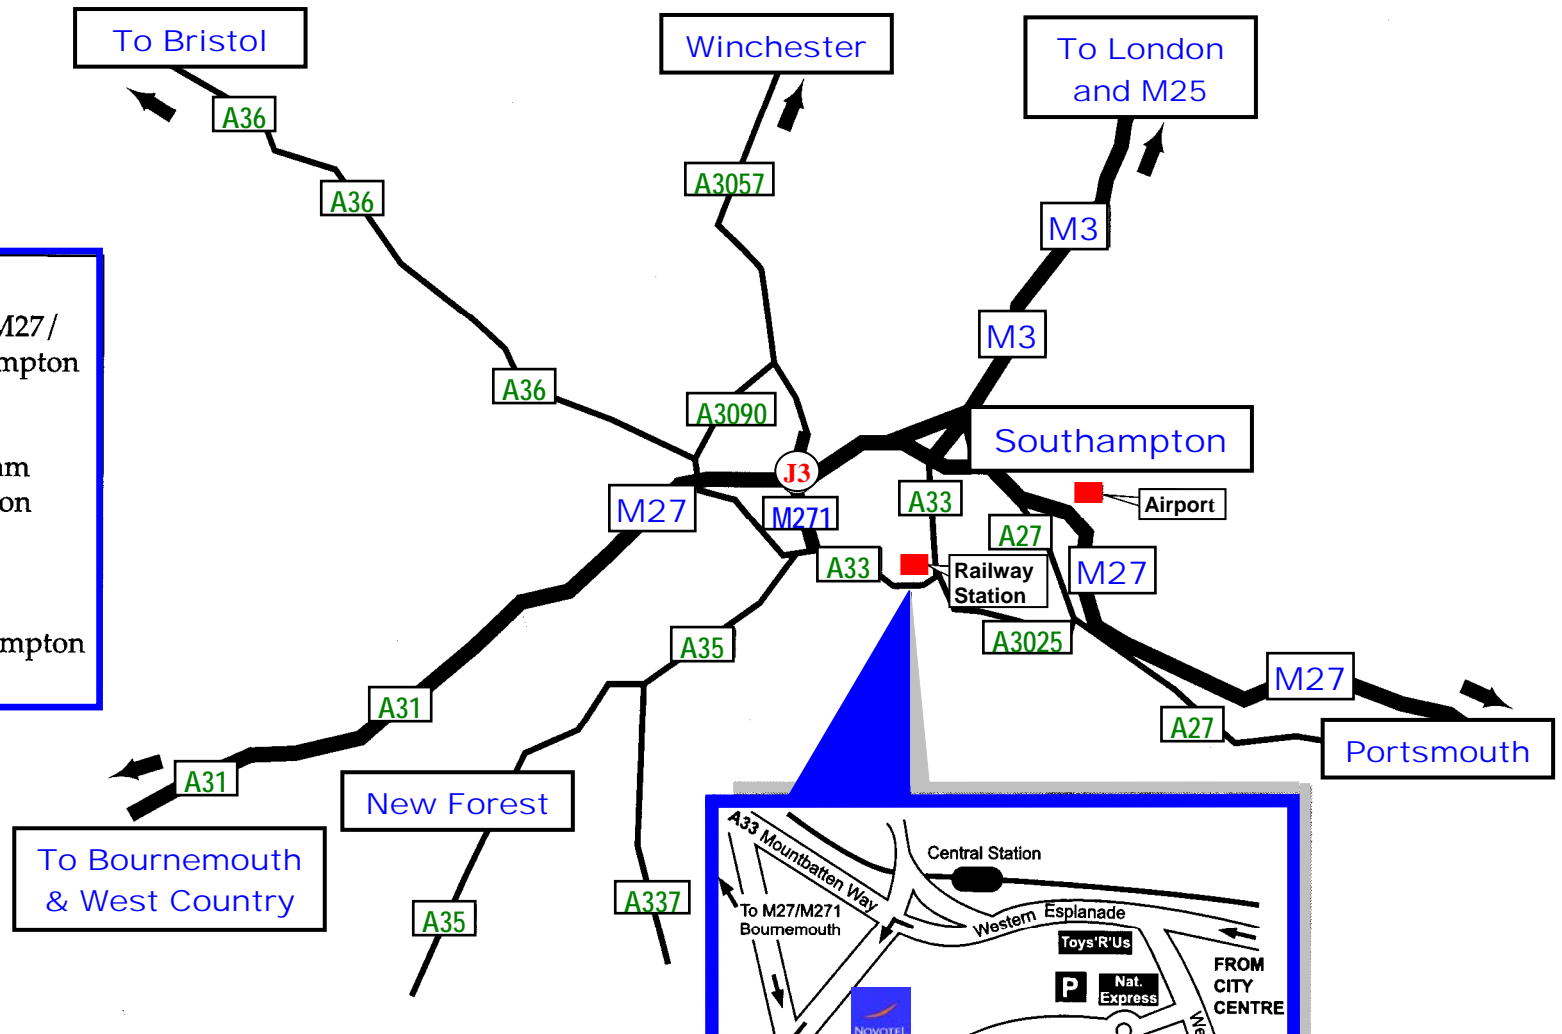 To Bristol
Winchester
To London
and M25
A36
A36
A3057
M3
M27/
mpton
M3
A36
A3090
Southampton
J3
on
M27
M271
A33
Airport
A27
A33
Railway
Station
M27
A3025
mpton
A35
M27
A31
A27
Portsmouth
A31
New Forest
To Bournemouth
& West Country
A337
A35
A33 Mountbatten Way
Central Station
To M27/M271
Bournemouth
Western Esplanade
Toys'R'Us
FROM
CITY
CENTRE
P
Nat.
Express
NOVOTEL